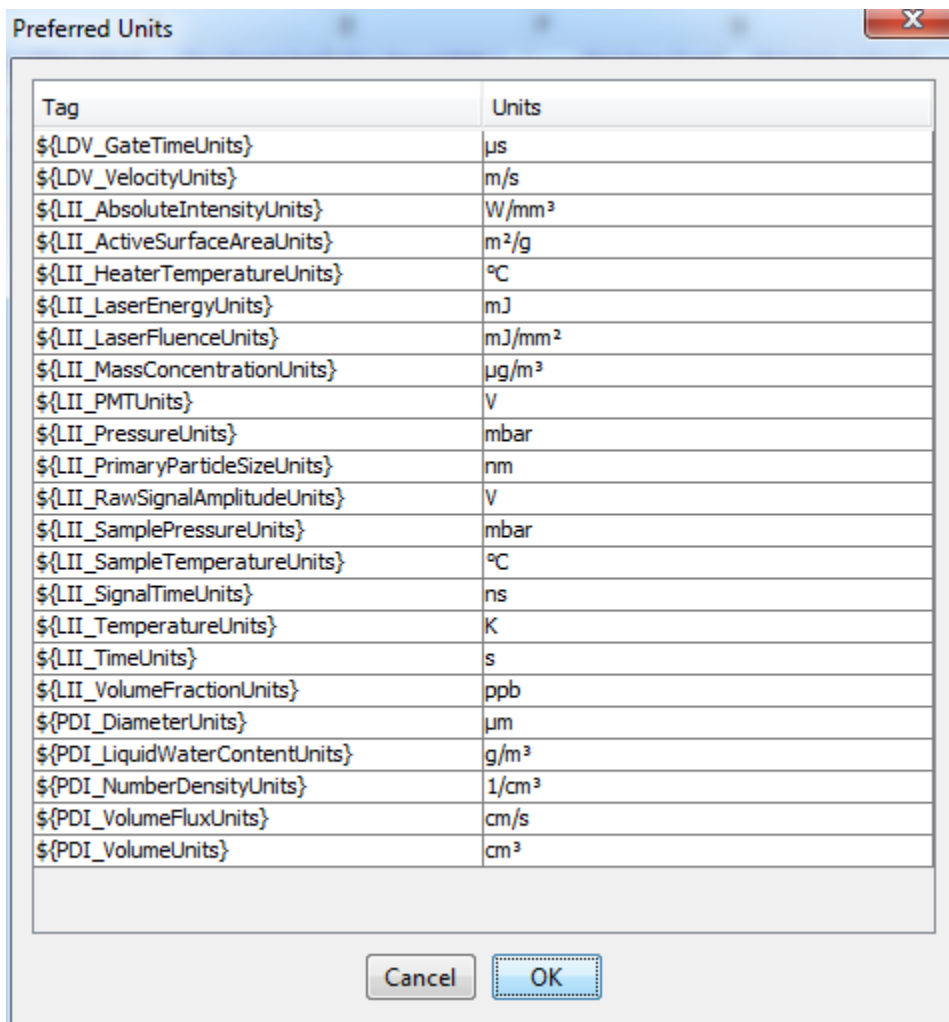 Preferred Units
Tag Units
${LDV_GateTimeUnits} µs
${LDV_VelocityUnits} m/s
${LII_AbsoluteIntensityUnits} W/mm³
${LII_ActiveSurfaceAreaUnits} m²/g
${LII_HeaterTemperatureUnits} °C
${LII_LaserEnergyUnits} mJ
${LII_LaserFluenceUnits} mJ/mm²
${LII_MassConcentrationUnits} µg/m³
${LII_PMTUnits} V
${LII_PressureUnits} mbar
${LII_PrimaryParticleSizeUnits} nm
${LII_RawSignalAmplitudeUnits} V
${LII_SamplePressureUnits} mbar
${LII_SampleTemperatureUnits} °C
${LII_SignalTimeUnits} ns
${LII_TemperatureUnits} K
${LII_TimeUnits} s
${LII_VolumeFractionUnits} ppb
${PDI_DiameterUnits} µm
${PDI_LiquidWaterContentUnits} g/m³
${PDI_NumberDensityUnits} 1/cm³
${PDI_VolumeFluxUnits} cm/s
${PDI_VolumeUnits} cm³
Cancel OK